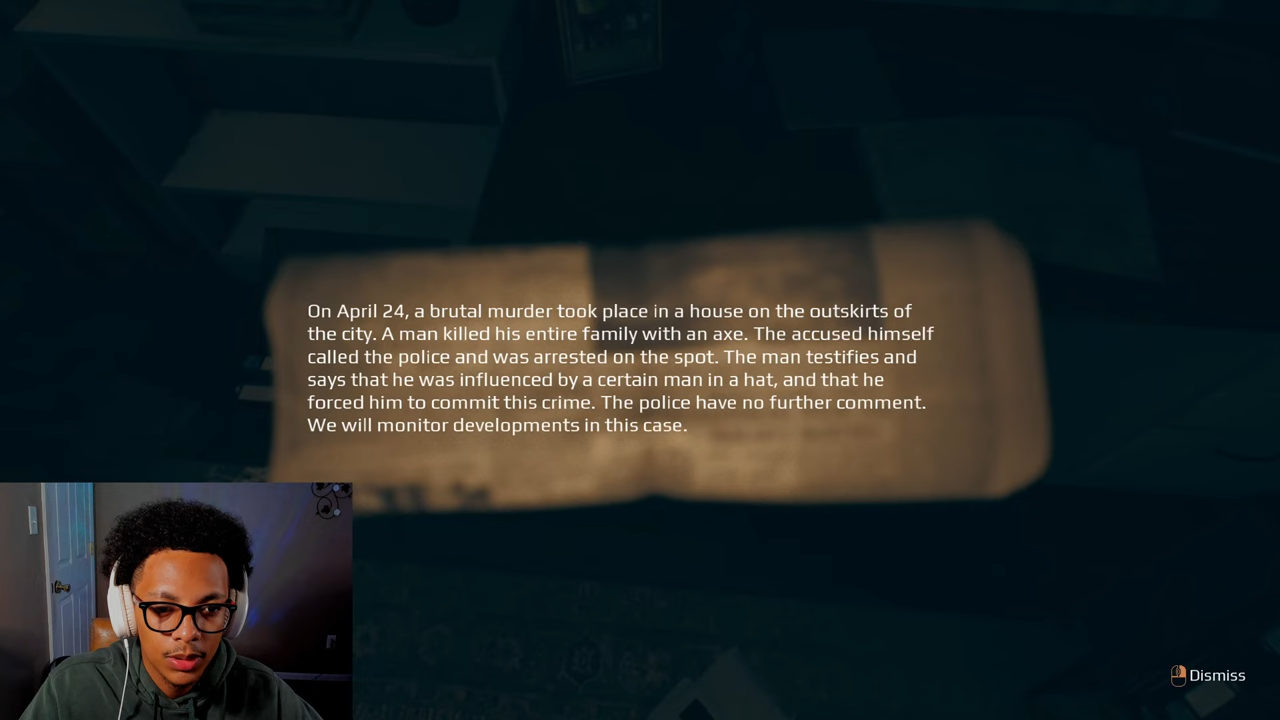 On April 24, a brutal murder took place in a house on the outskirts of
the city. A man killed his entire family with an axe. The accused himself
called the police and was arrested on the spot. The man testifies and
says that he was influenced by a certain man in a hat, and that he
forced him to commit this crime. The police have no further comment.
We will monitor developments in this case.
Dismiss